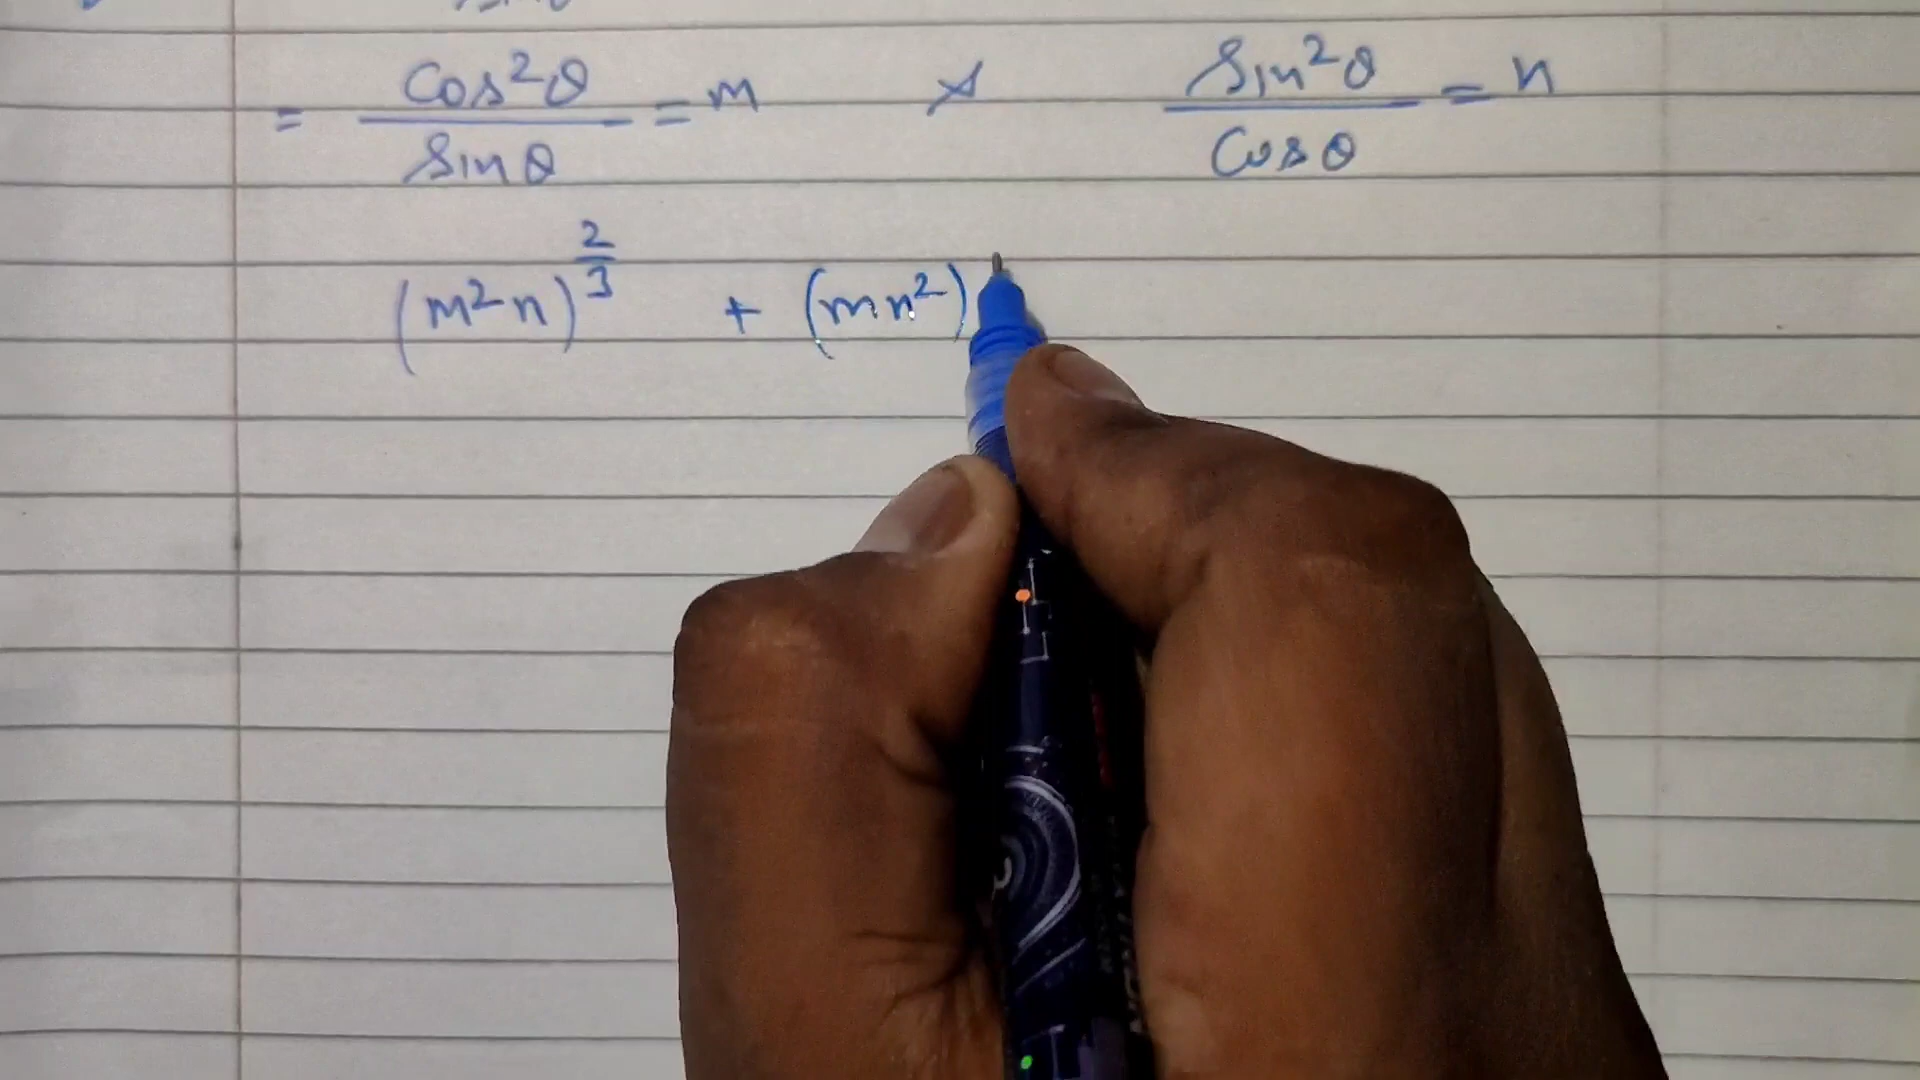 = Cos²θ / Sinθ = m & Sin²θ / Cosθ = n
(m²n)^2/3 + (mn²)